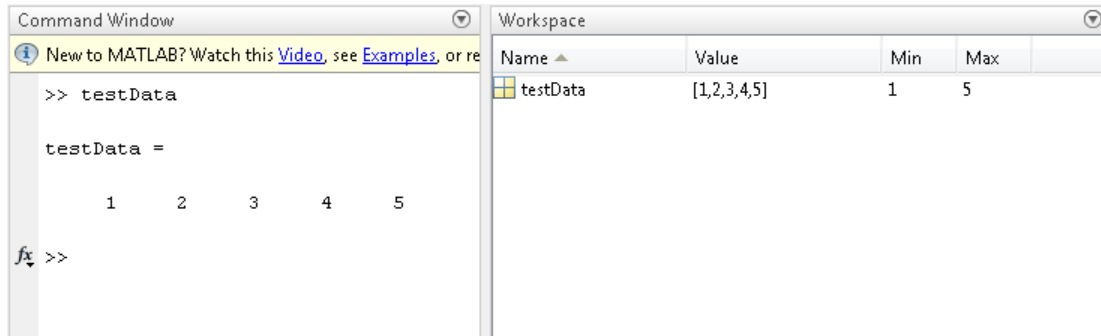 Command Window
New to MATLAB? Watch this Video, see Examples, or re
>> testData
testData =
1 2 3 4 5
fx >>
Workspace
Name Value Min Max
testData [1,2,3,4,5] 1 5